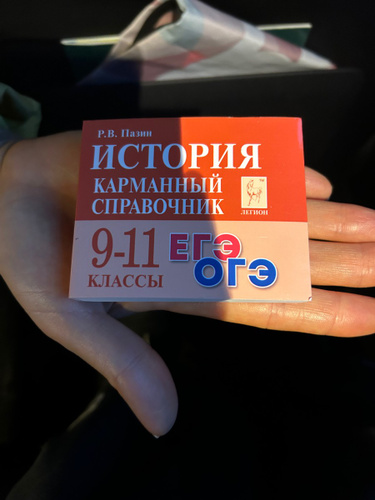 Р.В. Пазин
ИСТОРИЯ
КАРМАННЫЙ
СПРАВОЧНИК
ЛЕГИОН
9-11
КЛАССЫ
ЕГЭ
ОГЭ